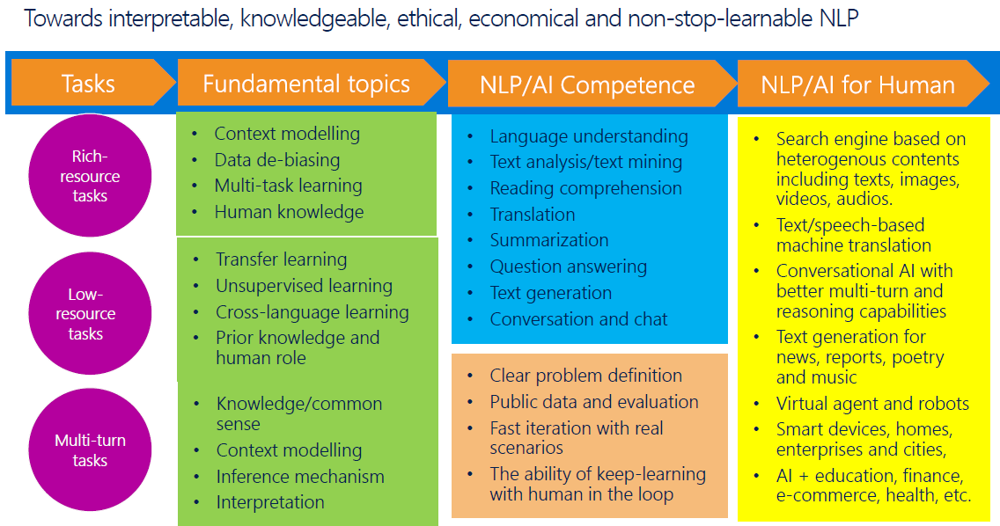 Towards interpretable, knowledgeable, ethical, economical and non-stop-learnable NLP
Tasks
Fundamental topics
NLP/AI Competence
NLP/AI for Human
Rich-
resource
tasks
Low-
resource
tasks
Multi-turn
tasks
• Context modelling
• Data de-biasing
• Multi-task learning
• Human knowledge
• Transfer learning
• Unsupervised learning
• Cross-language learning
• Prior knowledge and
human role
• Knowledge/common
sense
• Context modelling
• Inference mechanism
• Interpretation
• Language understanding
• Text analysis/text mining
• Reading comprehension
• Translation
• Summarization
• Question answering
• Text generation
• Conversation and chat
• Clear problem definition
• Public data and evaluation
• Fast iteration with real
scenarios
• The ability of keep-learning
with human in the loop
• Search engine based on
heterogenous contents
including texts, images,
videos, audios.
• Text/speech-based
machine translation
• Conversational AI with
better multi-turn and
reasoning capabilities
• Text generation for
news, reports, poetry
and music
• Virtual agent and robots
• Smart devices, homes,
enterprises and cities,
• AI + education, finance,
e-commerce, health, etc.